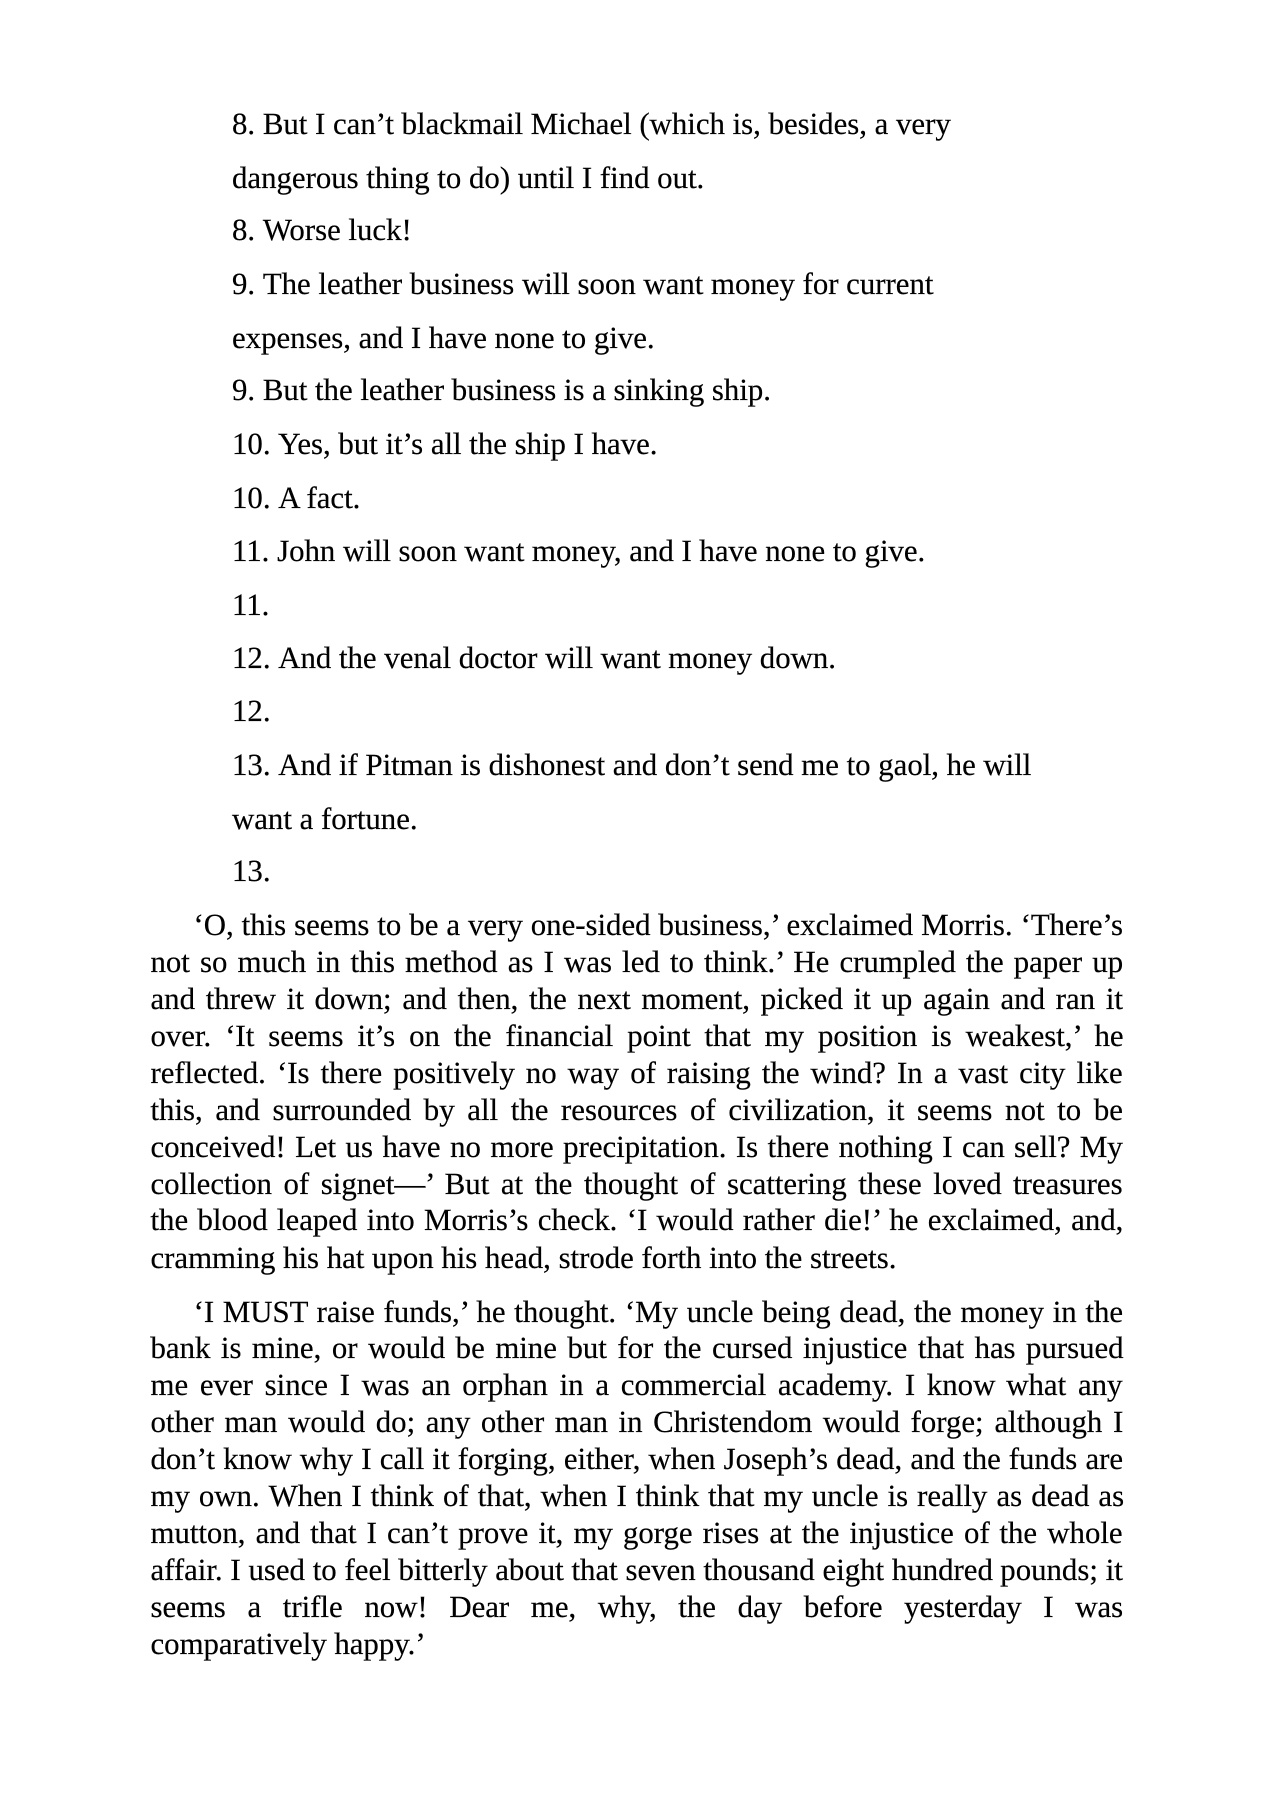 8. But I can’t blackmail Michael (which is, besides, a very
dangerous thing to do) until I find out.
8. Worse luck!
9. The leather business will soon want money for current
expenses, and I have none to give.
9. But the leather business is a sinking ship.
10. Yes, but it’s all the ship I have.
10. A fact.
11. John will soon want money, and I have none to give.
11.
12. And the venal doctor will want money down.
12.
13. And if Pitman is dishonest and don’t send me to gaol, he will
want a fortune.
13.
‘O, this seems to be a very one-sided business,’ exclaimed Morris. ‘There’s
not so much in this method as I was led to think.’ He crumpled the paper up
and threw it down; and then, the next moment, picked it up again and ran it
over. ‘It seems it’s on the financial point that my position is weakest,’ he
reflected. ‘Is there positively no way of raising the wind? In a vast city like
this, and surrounded by all the resources of civilization, it seems not to be
conceived! Let us have no more precipitation. Is there nothing I can sell? My
collection of signet—’ But at the thought of scattering these loved treasures
the blood leaped into Morris’s check. ‘I would rather die!’ he exclaimed, and,
cramming his hat upon his head, strode forth into the streets.
‘I MUST raise funds,’ he thought. ‘My uncle being dead, the money in the
bank is mine, or would be mine but for the cursed injustice that has pursued
me ever since I was an orphan in a commercial academy. I know what any
other man would do; any other man in Christendom would forge; although I
don’t know why I call it forging, either, when Joseph’s dead, and the funds are
my own. When I think of that, when I think that my uncle is really as dead as
mutton, and that I can’t prove it, my gorge rises at the injustice of the whole
affair. I used to feel bitterly about that seven thousand eight hundred pounds; it
seems a trifle now! Dear me, why, the day before yesterday I was
comparatively happy.’